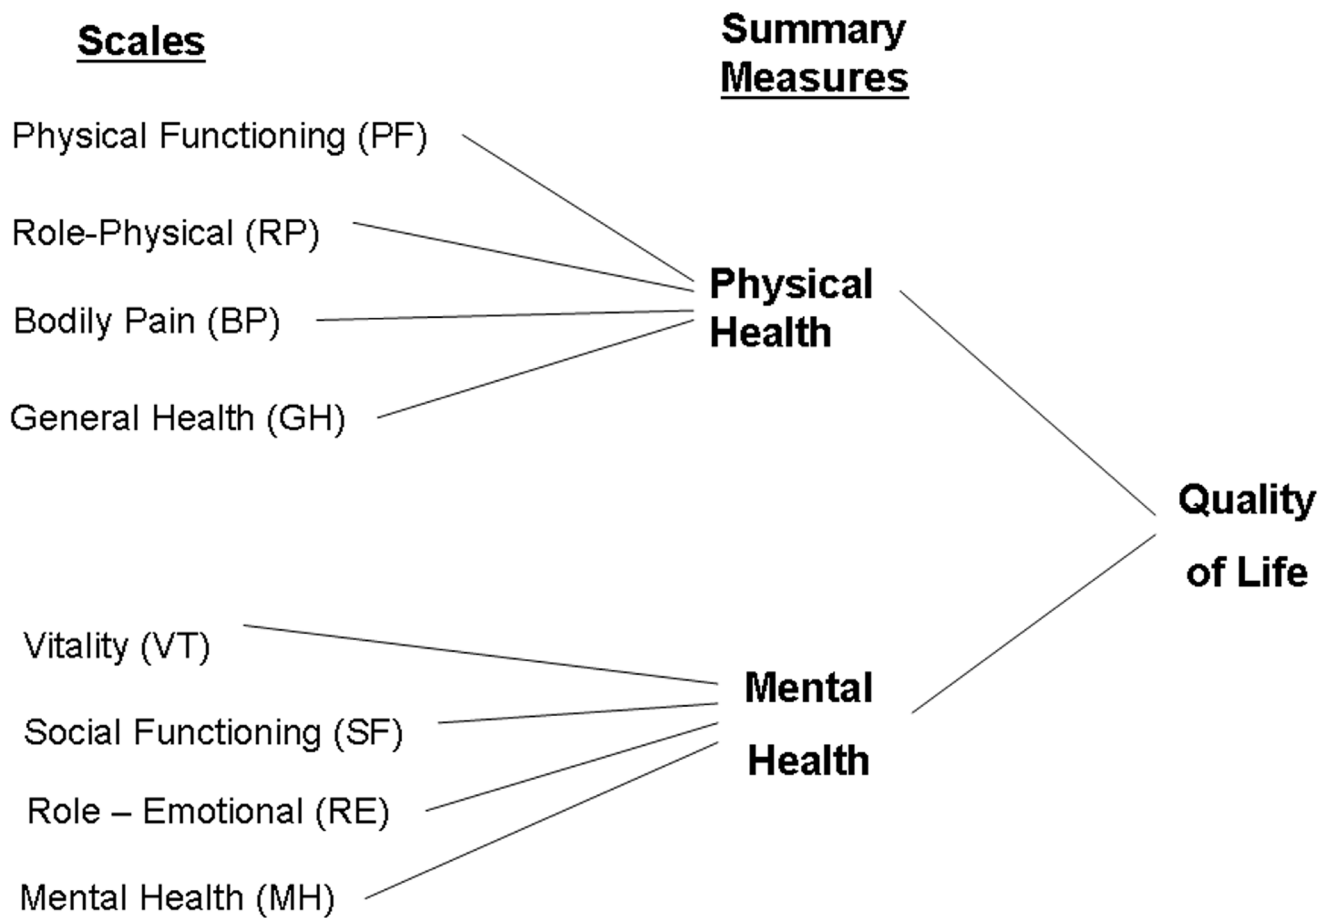 Scales
Summary
Measures
Physical Functioning (PF)
Role-Physical (RP)
Bodily Pain (BP)
General Health (GH)
Physical
Health
Quality
of Life
Vitality (VT)
Social Functioning (SF)
Role – Emotional (RE)
Mental Health (MH)
Mental
Health